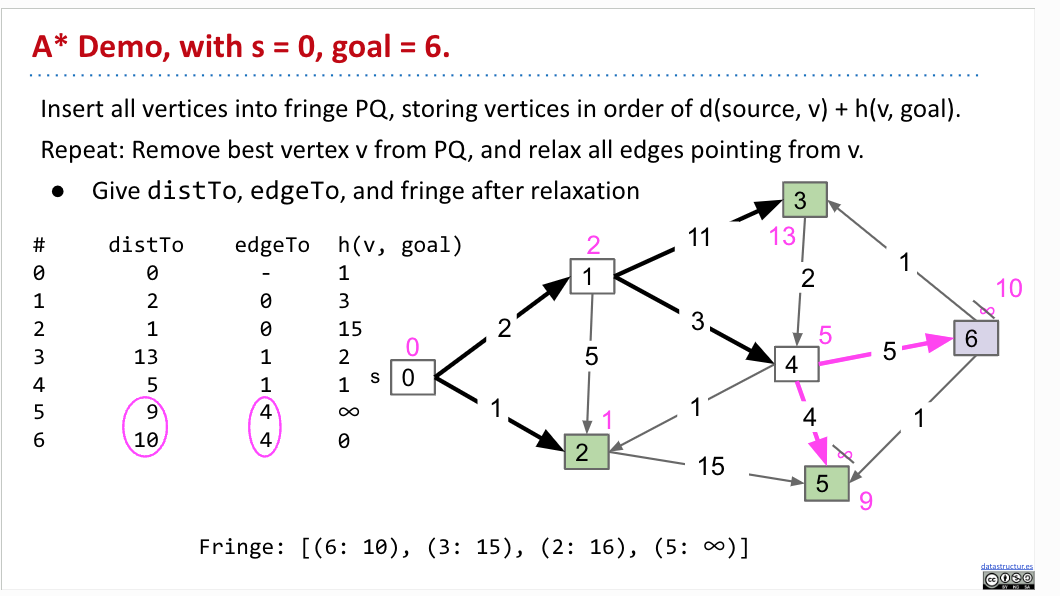 A* Demo, with s = 0, goal = 6.
Insert all vertices into fringe PQ, storing vertices in order of d(source, v) + h(v, goal).
Repeat: Remove best vertex v from PQ, and relax all edges pointing from v.
● Give distTo, edgeTo, and fringe after relaxation
# distTo edgeTo h(v, goal)
0 0 - 1
1 2 0 3
2 1 0 15
3 13 1 2
4 5 1 1
5 9 4 ∞
6 10 4 0
3
13
11
2
1
2
1
10
∞
3
5
6
5
4
2
5
0
s 0
1
1
4
1
1
2
15
∞
5
9
Fringe: [(6: 10), (3: 15), (2: 16), (5: ∞)]
datastructur.es
CC
BY NC SA